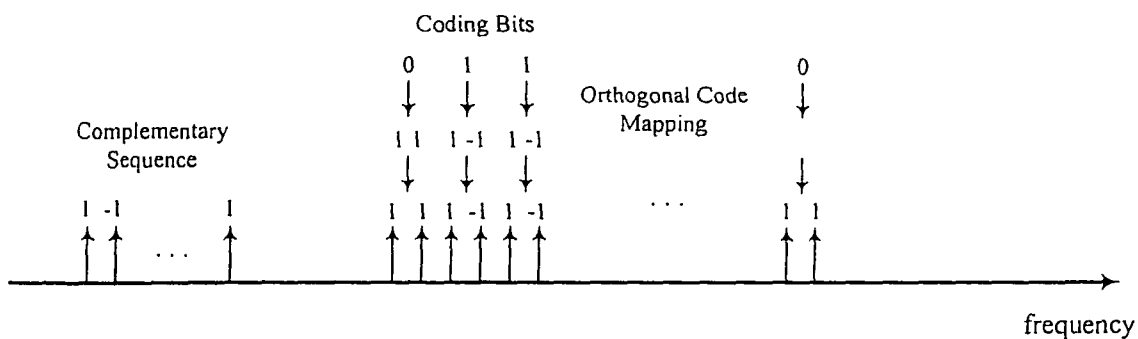 Coding Bits
0 1 1 0
Orthogonal Code
Mapping
Complementary
Sequence
1 1 1 -1 1 -1
1 -1 1 1 1 1 -1 1 -1 ... 1 1
...
frequency